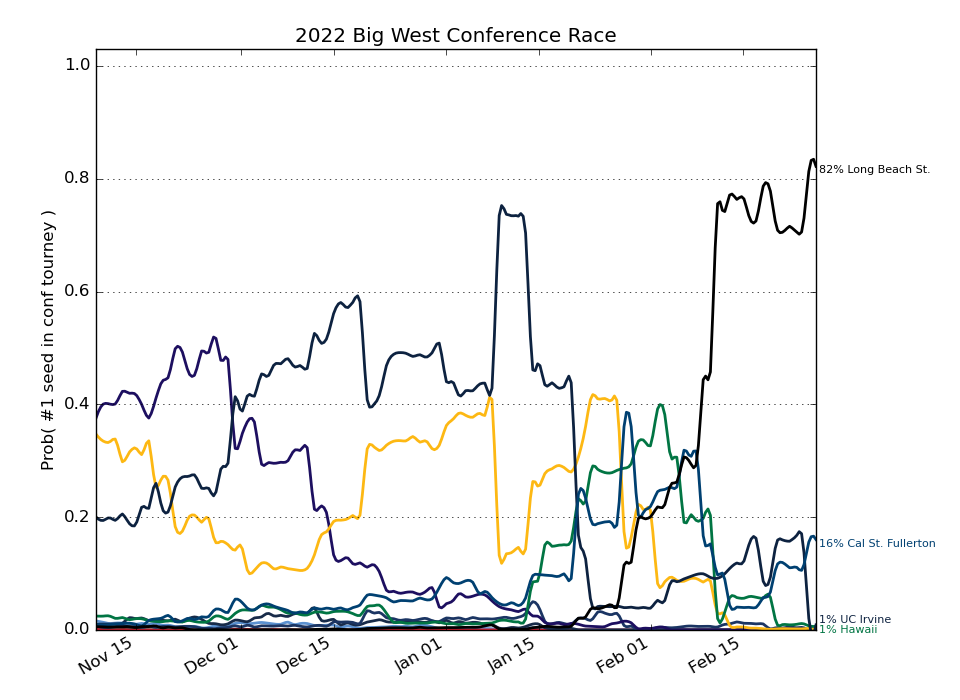 2022 Big West Conference Race
Prob( #1 seed in conf tourney )
1.0
0.8
0.6
0.4
0.2
0.0
82% Long Beach St.
16% Cal St. Fullerton
1% UC Irvine
1% Hawaii
Nov 15
Dec 01
Dec 15
Jan 01
Jan 15
Feb 01
Feb 15